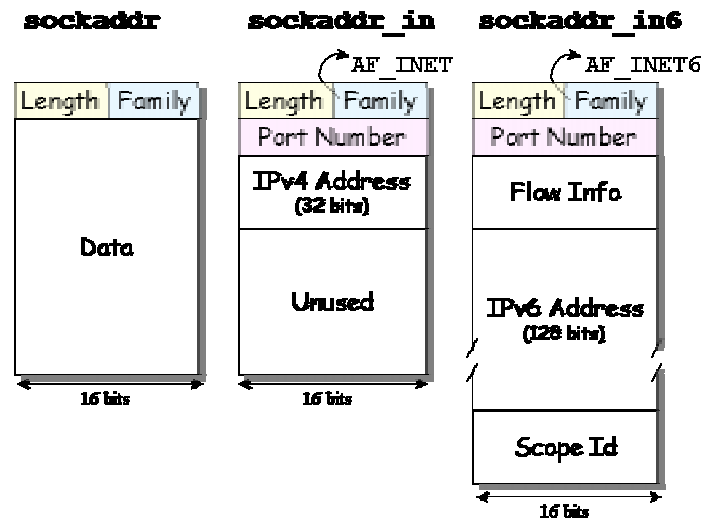 sockaddr
Length Family
Data
16 bits
sockaddr_in
AF_INET
Length Family
Port Number
IPv4 Address
(32 bits)
Unused
16 bits
sockaddr_in6
AF_INET6
Length Family
Port Number
Flow Info
IPv6 Address
(128 bits)
Scope Id
16 bits